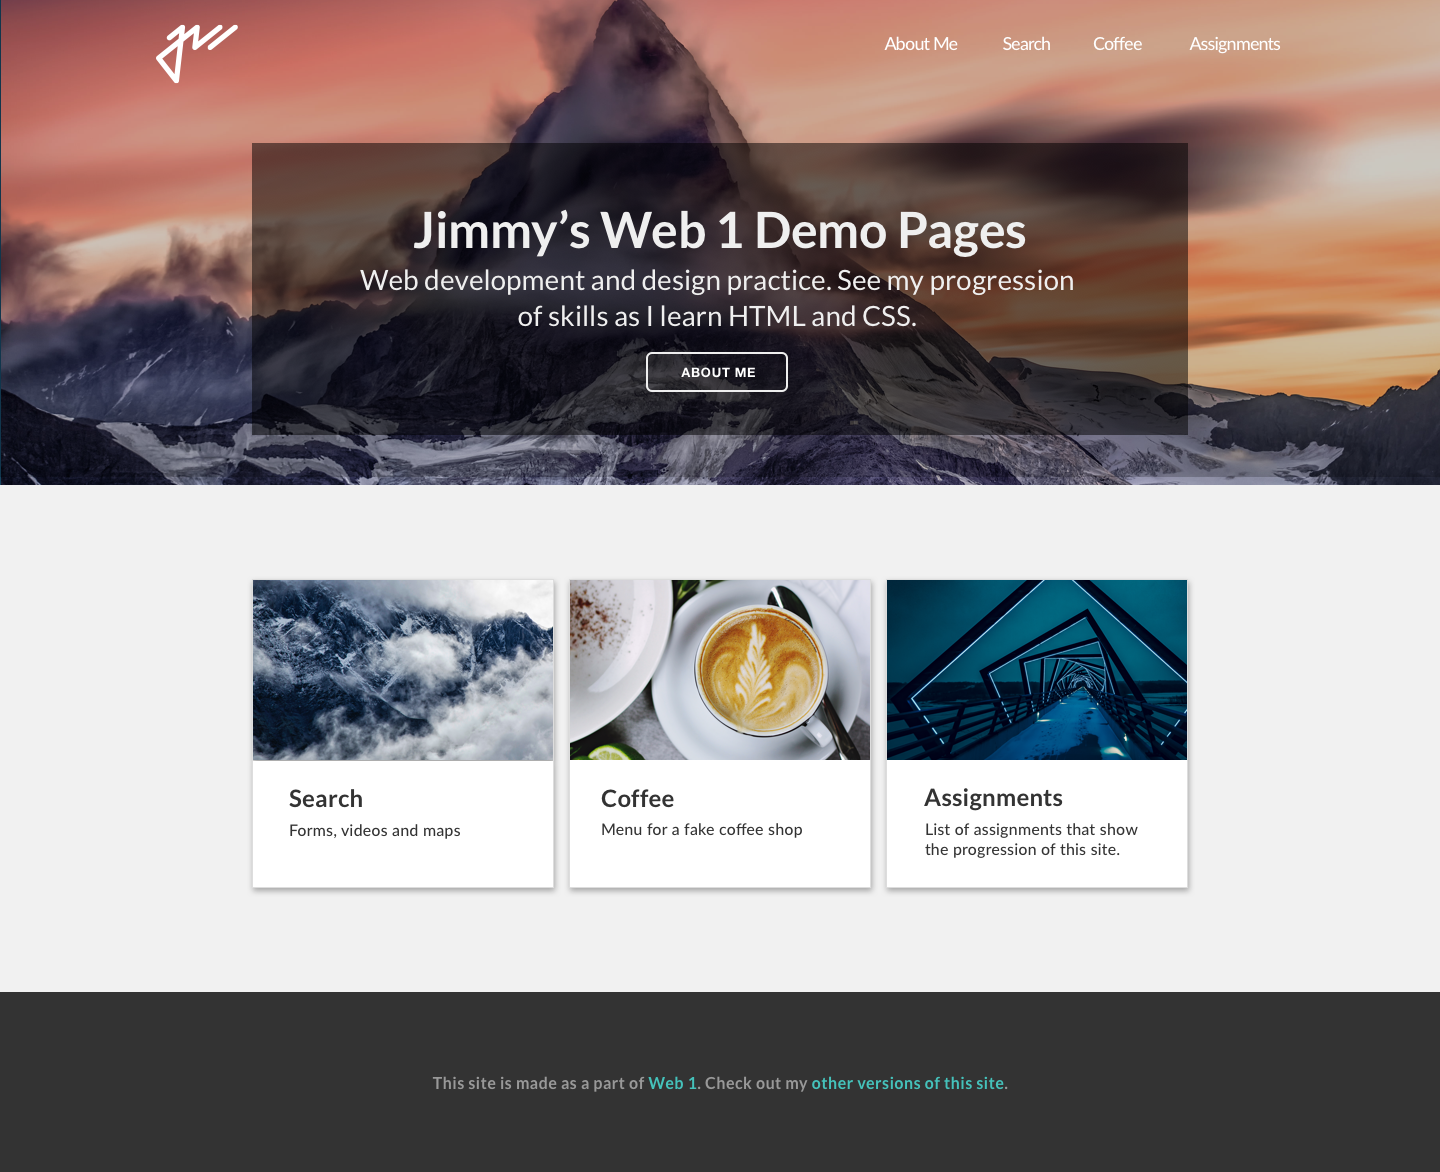 About Me Search Coffee Assignments
Jimmy’s Web 1 Demo Pages
Web development and design practice. See my progression
of skills as I learn HTML and CSS.
ABOUT ME
Search
Forms, videos and maps
Coffee
Menu for a fake coffee shop
Assignments
List of assignments that show
the progression of this site.
This site is made as a part of Web 1. Check out my other versions of this site.